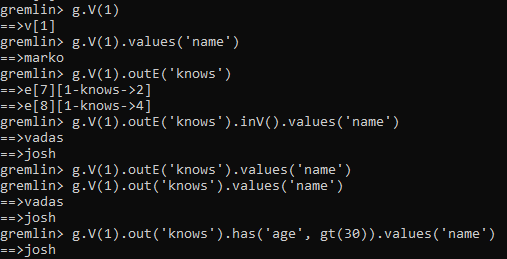 gremlin> g.V(1)
==>v[1]
gremlin> g.V(1).values('name')
==>marko
gremlin> g.V(1).outE('knows')
==>e[7][1-knows->2]
==>e[8][1-knows->4]
gremlin> g.V(1).outE('knows').inV().values('name')
==>vadas
==>josh
gremlin> g.V(1).outE('knows').values('name')
gremlin> g.V(1).out('knows').values('name')
==>vadas
==>josh
gremlin> g.V(1).out('knows').has('age', gt(30)).values('name')
==>josh